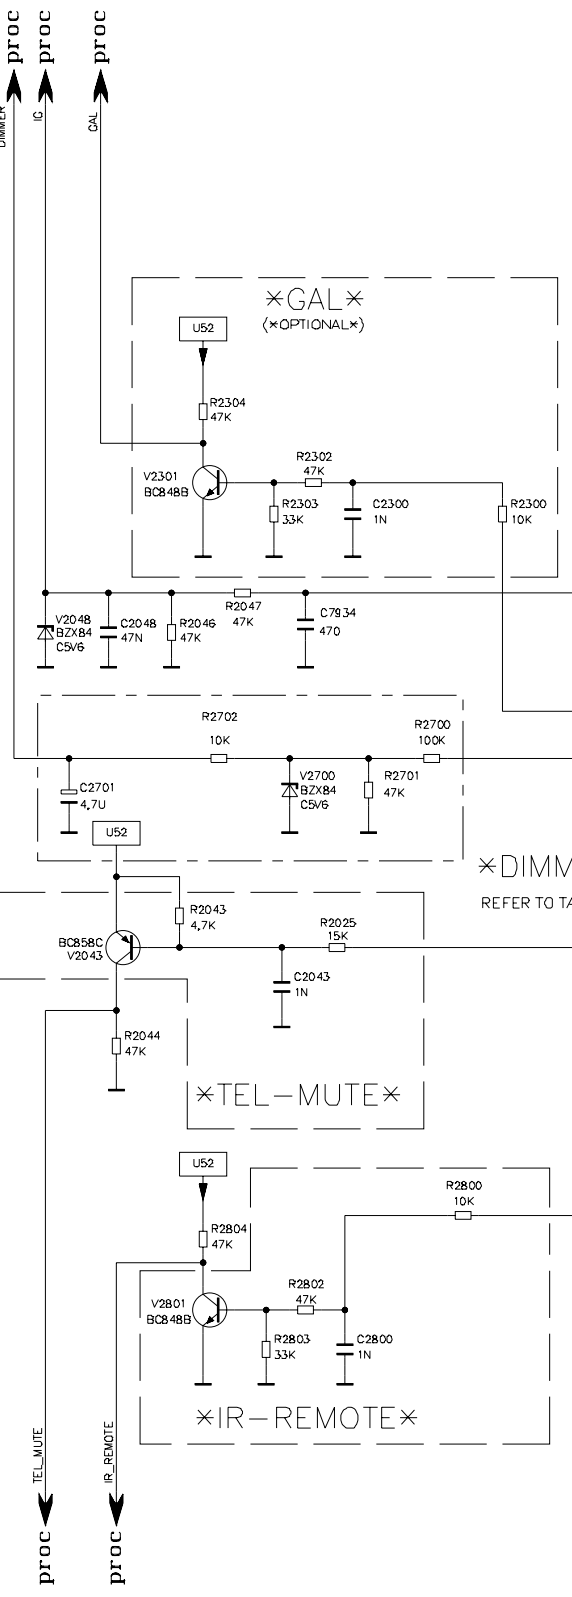 proc
proc
proc
DIMMER
IG
GAL
*GAL*
(*OPTIONAL*)
U52
R2304
47K
V2301
BC848B
R2302
47K
R2303
33K
C2300
1N
R2300
10K
V2048
BZX84
C5V6
C2048
47N
R2046
47K
R2047
47K
C7934
470
R2702
10K
R2700
100K
C2701
4,7U
V2700
BZX84
C5V6
R2701
47K
U52
*DIMM
REFER TO TA
R2043
4,7K
BC858C
V2043
R2025
15K
C2043
1N
R2044
47K
*TEL-MUTE*
U52
R2804
47K
R2800
10K
V2801
BC848B
R2802
47K
R2803
33K
C2800
1N
*IR-REMOTE*
TEL_MUTE
IR_REMOTE
proc
proc